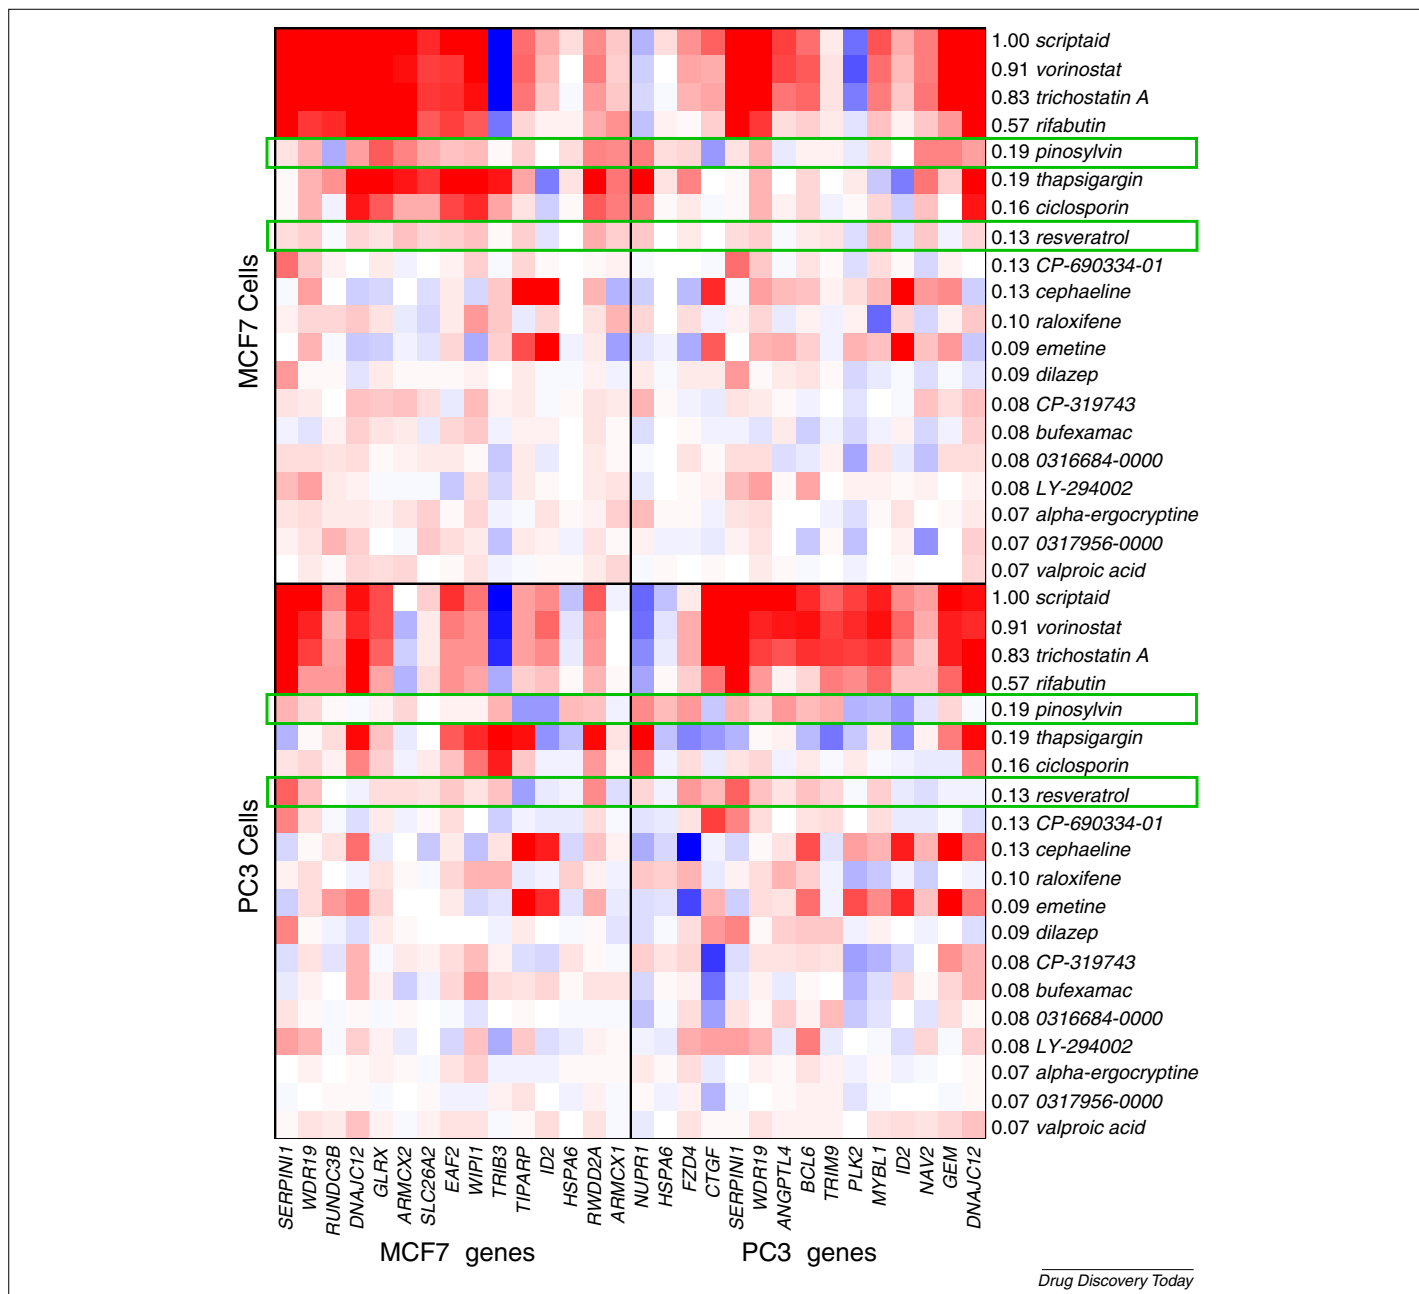 MCF7 Cells
1.00 scriptaid
0.91 vorinostat
0.83 trichostatin A
0.57 rifabutin
0.19 pinosylvin
0.19 thapsigargin
0.16 ciclosporin
0.13 resveratrol
0.13 CP-690334-01
0.13 cephaeline
0.10 raloxifene
0.09 emetine
0.09 dilazep
0.08 CP-319743
0.08 bufexamac
0.08 0316684-0000
0.08 LY-294002
0.07 alpha-ergocryptine
0.07 0317956-0000
0.07 valproic acid
PC3 Cells
1.00 scriptaid
0.91 vorinostat
0.83 trichostatin A
0.57 rifabutin
0.19 pinosylvin
0.19 thapsigargin
0.16 ciclosporin
0.13 resveratrol
0.13 CP-690334-01
0.13 cephaeline
0.10 raloxifene
0.09 emetine
0.09 dilazep
0.08 CP-319743
0.08 bufexamac
0.08 0316684-0000
0.08 LY-294002
0.07 alpha-ergocryptine
0.07 0317956-0000
0.07 valproic acid
SERPINI1
WDR19
RUNDC3B
DNAJC12
GLRX
ARMCX2
SLC26A2
EAF2
WIPI1
TRIB3
TIPARP
ID2
HSPA6
RWDD2A
ARMCX1
NUPR1
HSPA6
FZD4
CTGF
SERPINI1
WDR19
ANGPTL4
BCL6
TRIM9
PLK2
MYBL1
ID2
NAV2
GEM
DNAJC12
MCF7 genes
PC3 genes
Drug Discovery Today